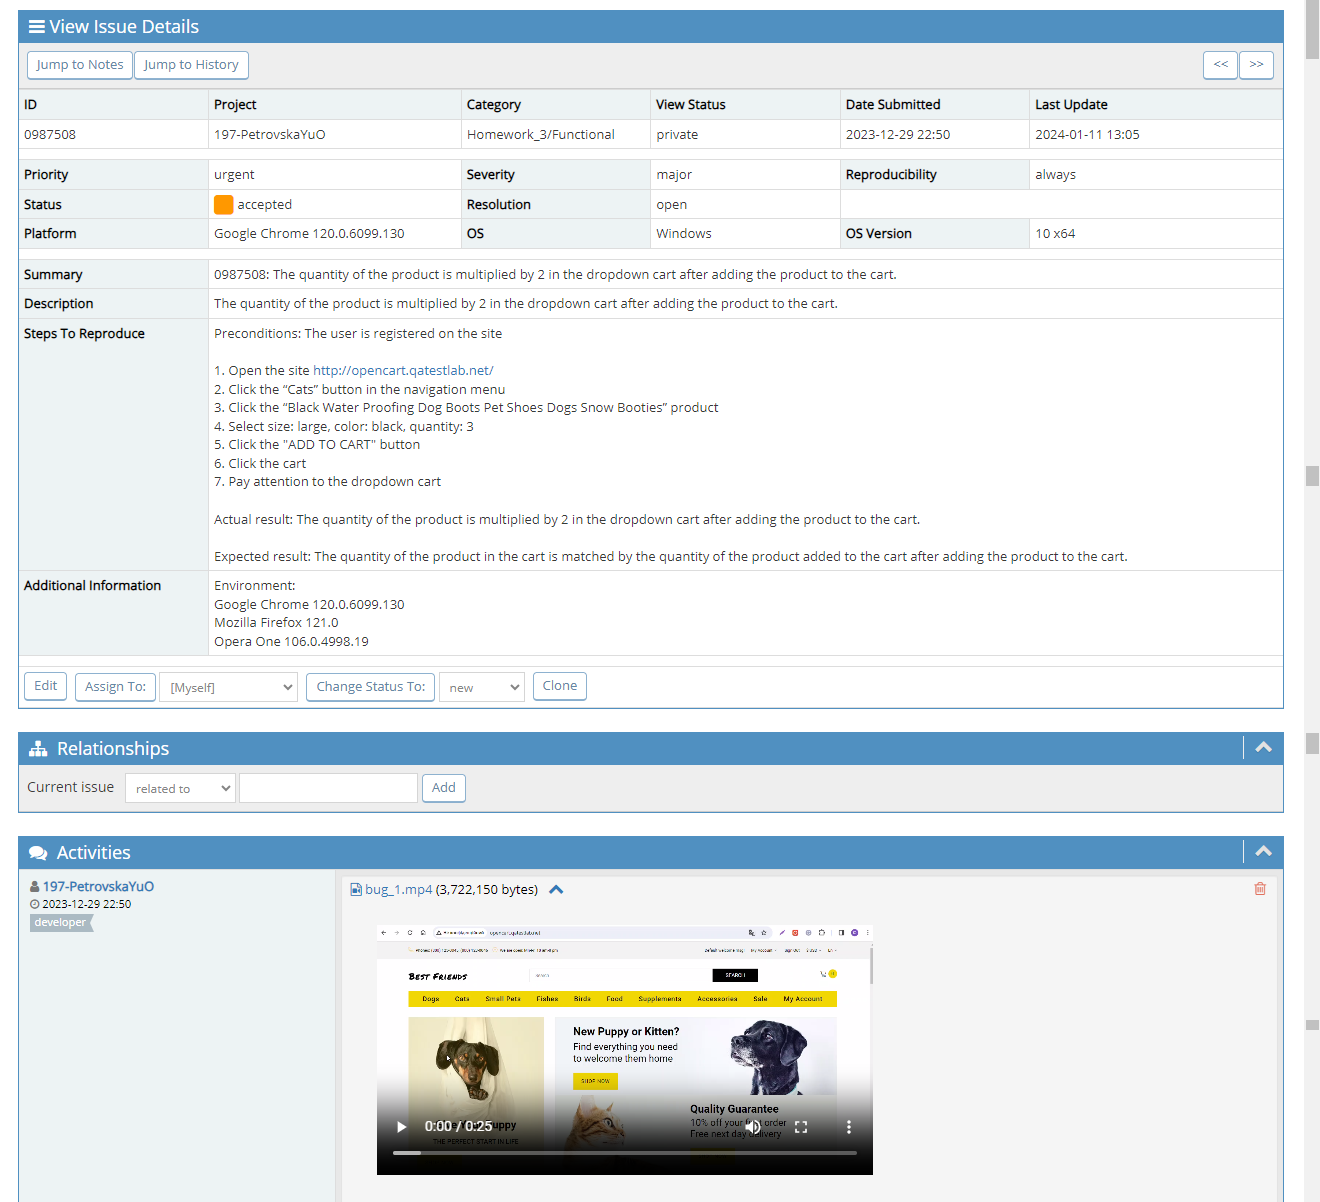 View Issue Details
Jump to Notes Jump to History << >>
ID Project Category View Status Date Submitted Last Update
0987508 197-PetrovskaYuO Homework_3/Functional private 2023-12-29 22:50 2024-01-11 13:05
Priority urgent Severity major Reproducibility always
Status accepted Resolution open
Platform Google Chrome 120.0.6099.130 OS Windows OS Version 10 x64
Summary 0987508: The quantity of the product is multiplied by 2 in the dropdown cart after adding the product to the cart.
Description The quantity of the product is multiplied by 2 in the dropdown cart after adding the product to the cart.
Steps To Reproduce Preconditions: The user is registered on the site
1. Open the site http://opencart.qatestlab.net/
2. Click the “Cats” button in the navigation menu
3. Click the “Black Water Proofing Dog Boots Pet Shoes Dogs Snow Booties” product
4. Select size: large, color: black, quantity: 3
5. Click the "ADD TO CART" button
6. Click the cart
7. Pay attention to the dropdown cart
Actual result: The quantity of the product is multiplied by 2 in the dropdown cart after adding the product to the cart.
Expected result: The quantity of the product in the cart is matched by the quantity of the product added to the cart after adding the product to the cart.
Additional Information Environment:
Google Chrome 120.0.6099.130
Mozilla Firefox 121.0
Opera One 106.0.4998.19
Edit Assign To: [Myself] Change Status To: new Clone
Relationships
Current issue related to Add
Activities
197-PetrovskaYuO
2023-12-29 22:50
developer
bug_1.mp4 (3,722,150 bytes)
opencart.qatestlab.net
My Account Sign Out
BEST FRIENDS Search SEARCH
Dogs Cats Small Pets Fishes Birds Food Supplements Accessories Sale My Account
New Puppy or Kitten?
Find everything you need
to welcome them home
SHOP NOW
Quality Guarantee
10% off your first order
Free next day delivery
0:00 / 0:25
THE PERFECT START IN LIFE